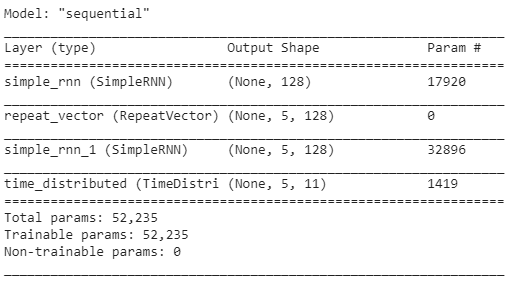 Model: "sequential"
_________________________________________________________________
Layer (type)                 Output Shape              Param #
=================================================================
simple_rnn (SimpleRNN)       (None, 128)               17920
_________________________________________________________________
repeat_vector (RepeatVector) (None, 5, 128)            0
_________________________________________________________________
simple_rnn_1 (SimpleRNN)     (None, 5, 128)            32896
_________________________________________________________________
time_distributed (TimeDistri (None, 5, 11)             1419
=================================================================
Total params: 52,235
Trainable params: 52,235
Non-trainable params: 0
_________________________________________________________________